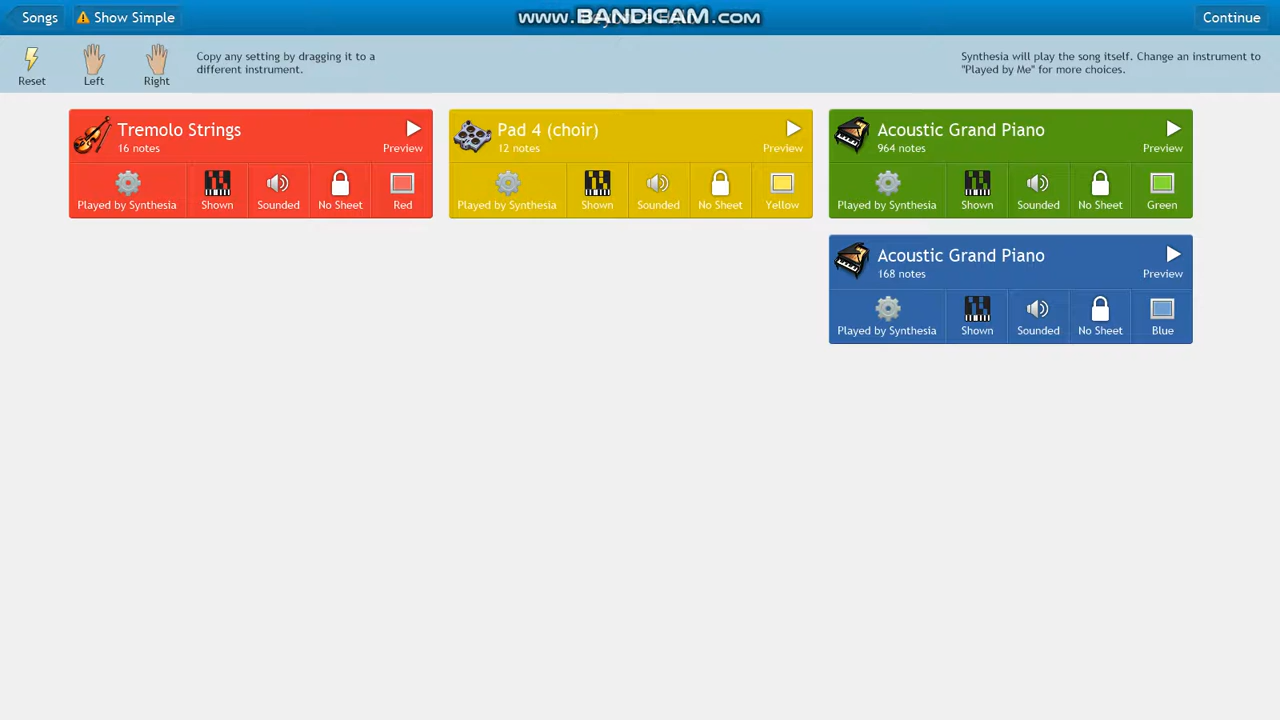 Songs
Show Simple
www.BANDICAM.com
Continue
Reset
Left
Right
Copy any setting by dragging it to a
different instrument.
Synthesia will play the song itself. Change an instrument to
"Played by Me" for more choices.
Tremolo Strings
16 notes
Preview
Played by Synthesia
Shown
Sounded
No Sheet
Red
Pad 4 (choir)
12 notes
Preview
Played by Synthesia
Shown
Sounded
No Sheet
Yellow
Acoustic Grand Piano
964 notes
Preview
Played by Synthesia
Shown
Sounded
No Sheet
Green
Acoustic Grand Piano
168 notes
Preview
Played by Synthesia
Shown
Sounded
No Sheet
Blue